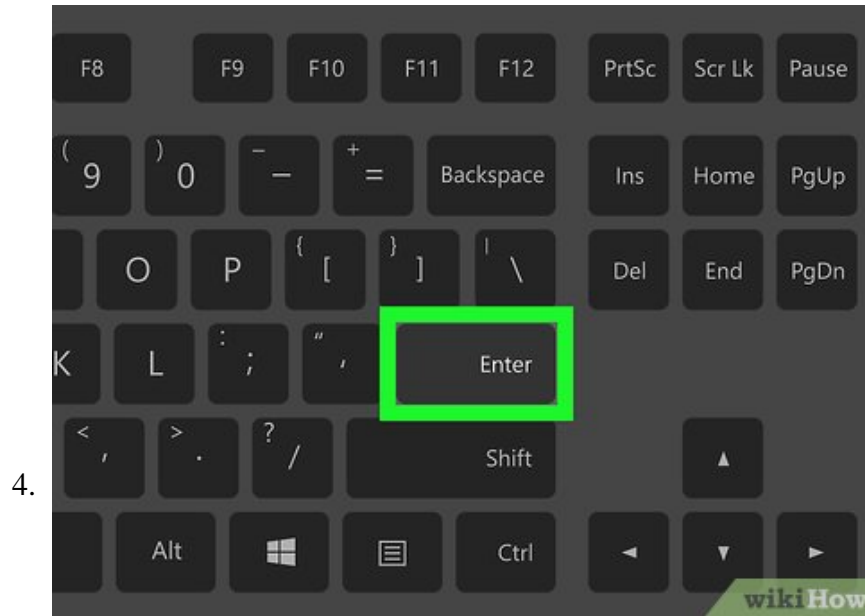 F8 F9 F10 F11 F12 PrtSc Scr Lk Pause
( 9 ) 0 _ - + = Backspace Ins Home PgUp
O P { [ } ] | \ Del End PgDn
K L : ; " ' Enter
4. < , > . ? / Shift ▲
Alt Ctrl ◄ ▼ ►
wikiHow